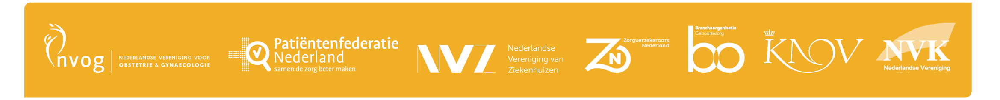 nvog
NEDERLANDSE VERENIGING VOOR
OBSTETRIE & GYNAECOLOGIE
Patiëntenfederatie
Nederland
samen de zorg beter maken
NVZ
Nederlandse
Vereniging van
Ziekenhuizen
ZN
Zorgverzekeraars
Nederland
Brancheorganisatie
Geboortezorg
bo
KNOV
NVK
Nederlandse Vereniging